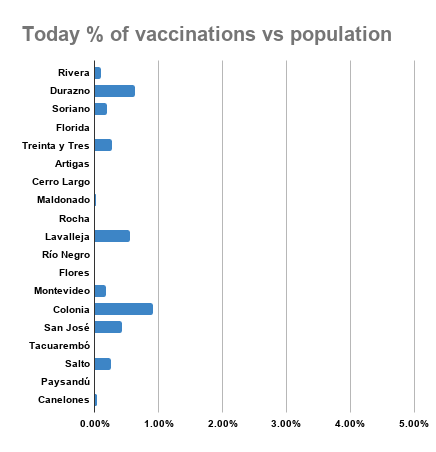 Today % of vaccinations vs population
Rivera
Durazno
Soriano
Florida
Treinta y Tres
Artigas
Cerro Largo
Maldonado
Rocha
Lavalleja
Río Negro
Flores
Montevideo
Colonia
San José
Tacuarembó
Salto
Paysandú
Canelones
0.00% 1.00% 2.00% 3.00% 4.00% 5.00%